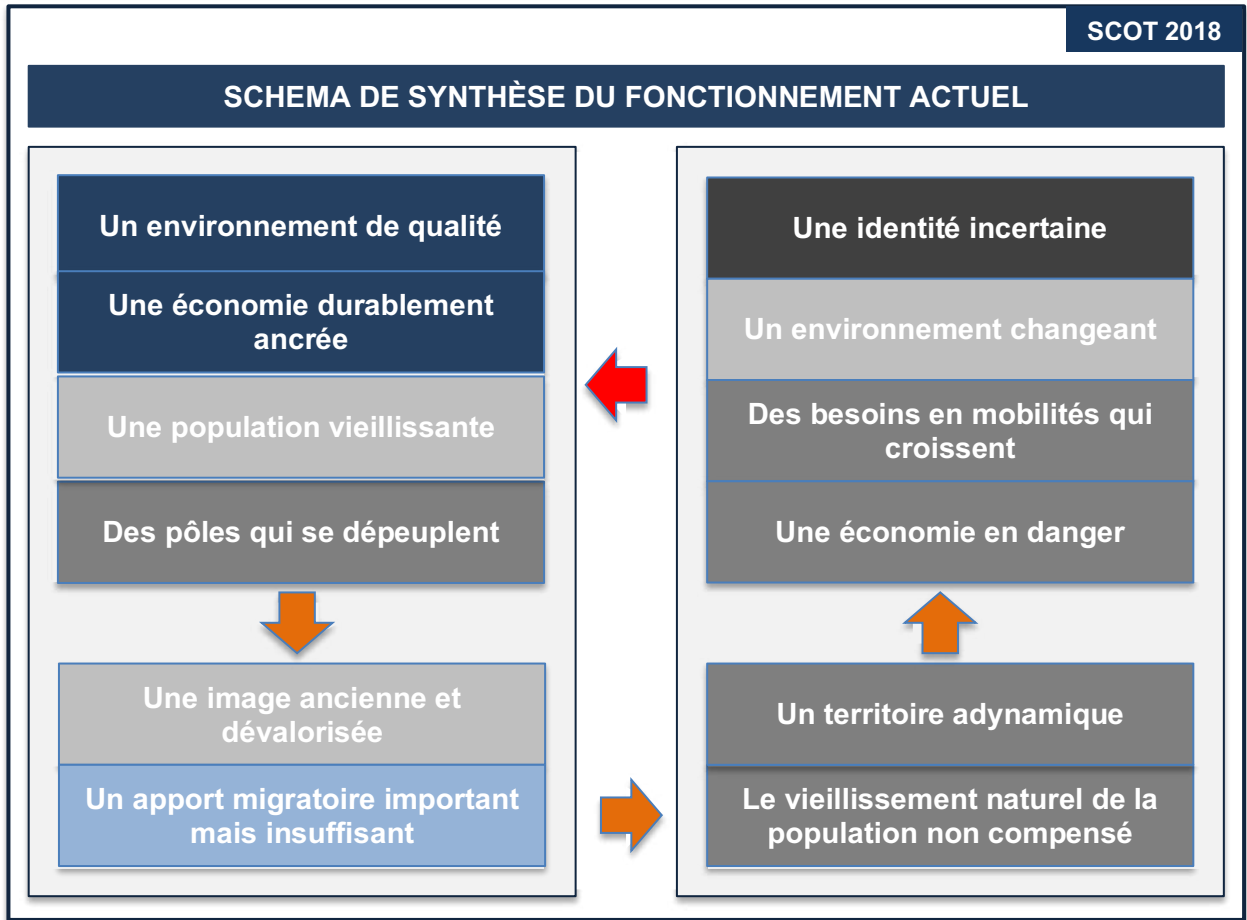 SCOT 2018
SCHEMA DE SYNTHÈSE DU FONCTIONNEMENT ACTUEL
Un environnement de qualité
Une économie durablement
ancrée
Une population vieillissante
Des pôles qui se dépeuplent
Une image ancienne et
dévalorisée
Un apport migratoire important
mais insuffisant
Une identité incertaine
Un environnement changeant
Des besoins en mobilités qui
croissent
Une économie en danger
Un territoire adynamique
Le vieillissement naturel de la
population non compensé